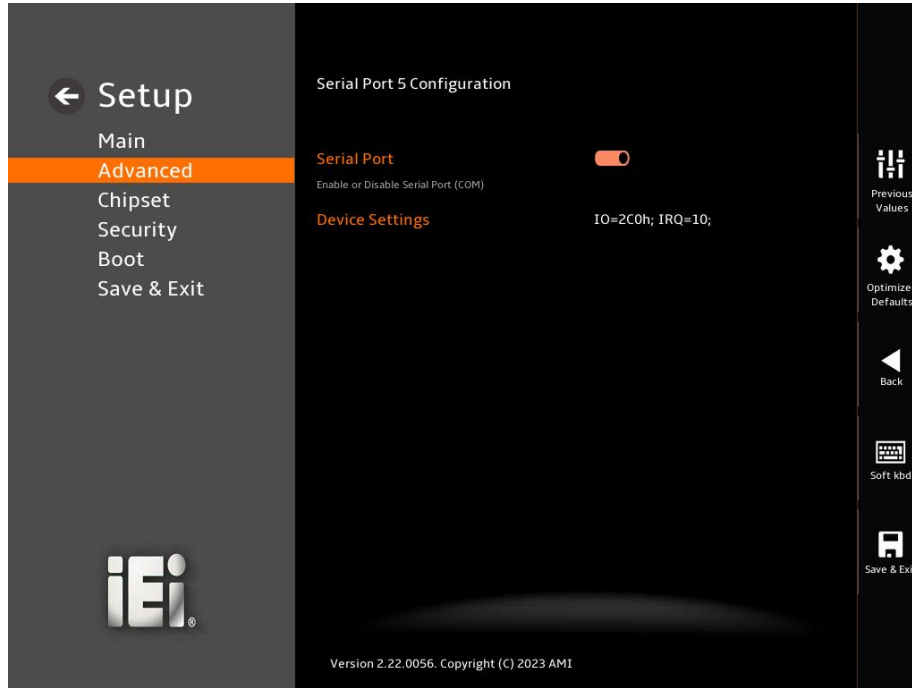 Setup
Main
Advanced
Chipset
Security
Boot
Save & Exit
iEi®
Serial Port 5 Configuration
Serial Port
Enable or Disable Serial Port (COM)
Device Settings
IO=2C0h; IRQ=10;
Version 2.22.0056. Copyright (C) 2023 AMI
Previous
Values
Optimize
Defaults
Back
Soft kbd
Save & Exi